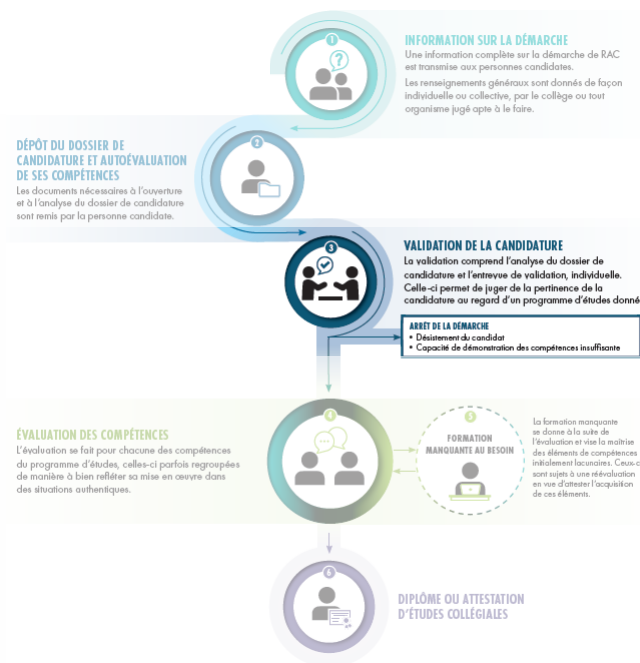 1
INFORMATION SUR LA DÉMARCHE
Une information complète sur la démarche de RAC
est transmise aux personnes candidates.
Les renseignements généraux sont donnés de façon
individuelle ou collective, par le collège ou tout
organisme jugé apte à le faire.
2
DÉPÔT DU DOSSIER DE
CANDIDATURE ET AUTOÉVALUATION
DE SES COMPÉTENCES
Les documents nécessaires à l'ouverture
et à l'analyse du dossier de candidature
sont remis par la personne candidate.
3
VALIDATION DE LA CANDIDATURE
La validation comprend l'analyse du dossier de
candidature et l'entrevue de validation, individuelle.
Celle-ci permet de juger de la pertinence de la
candidature au regard d'un programme d'études donné
ARRÊT DE LA DÉMARCHE
• Désistement du candidat
• Capacité de démonstration des compétences insuffisante
4
ÉVALUATION DES COMPÉTENCES
L'évaluation se fait pour chacune des compétences
du programme d'études, celles-ci parfois regroupées
de manière à bien refléter sa mise en œuvre dans
des situations authentiques.
5
FORMATION
MANQUANTE AU BESOIN
La formation manquante
se donne à la suite de
l'évaluation et vise la maîtrise
des éléments de compétences
initialement lacunaires. Ceux-c
sont sujets à une réévaluation
en vue d'attester l'acquisition
de ces éléments.
6
DIPLÔME OU ATTESTATION
D'ÉTUDES COLLÉGIALES